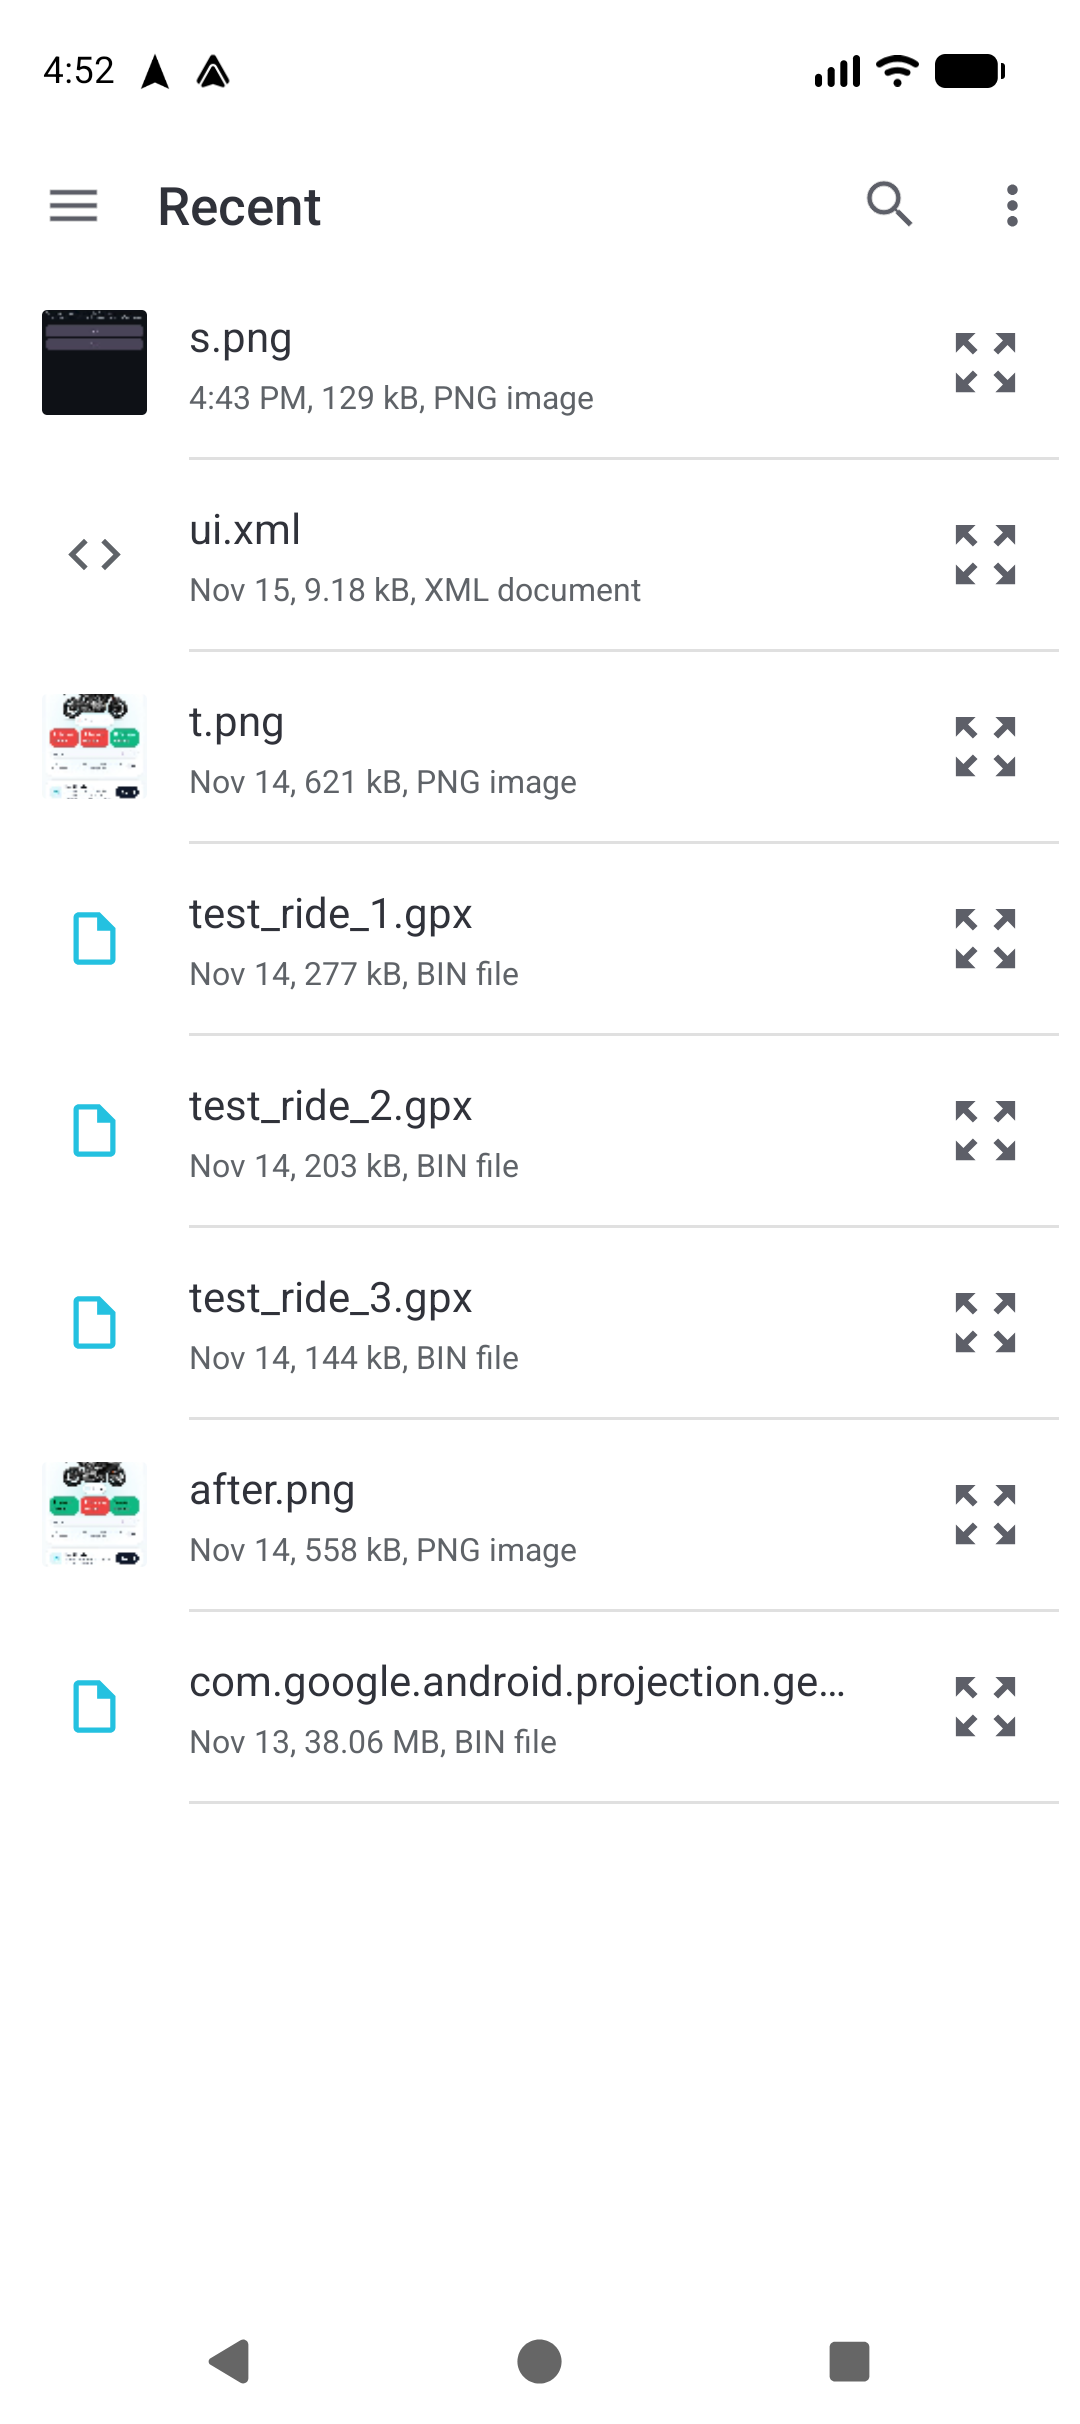 4:52
Recent
s.png
4:43 PM, 129 kB, PNG image
ui.xml
Nov 15, 9.18 kB, XML document
t.png
Nov 14, 621 kB, PNG image
test_ride_1.gpx
Nov 14, 277 kB, BIN file
test_ride_2.gpx
Nov 14, 203 kB, BIN file
test_ride_3.gpx
Nov 14, 144 kB, BIN file
after.png
Nov 14, 558 kB, PNG image
com.google.android.projection.ge…
Nov 13, 38.06 MB, BIN file